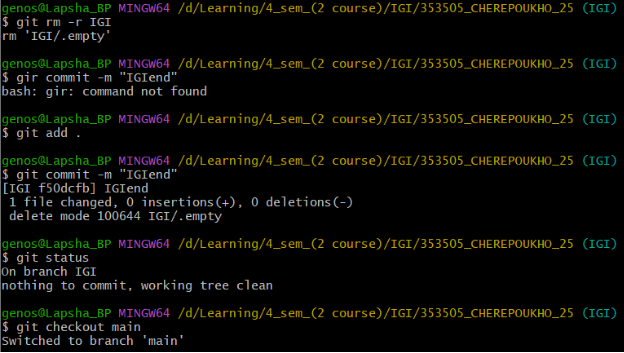 genos@Lapsha_BP MINGW64 /d/Learning/4_sem_(2 course)/IGI/353505_CHEREPOUKHO_25 (IGI)
$ git rm -r IGI
rm 'IGI/.empty'
genos@Lapsha_BP MINGW64 /d/Learning/4_sem_(2 course)/IGI/353505_CHEREPOUKHO_25 (IGI)
$ gir commit -m "IGIend"
bash: gir: command not found
genos@Lapsha_BP MINGW64 /d/Learning/4_sem_(2 course)/IGI/353505_CHEREPOUKHO_25 (IGI)
$ git add .
genos@Lapsha_BP MINGW64 /d/Learning/4_sem_(2 course)/IGI/353505_CHEREPOUKHO_25 (IGI)
$ git commit -m "IGIend"
[IGI f50dcfb] IGIend
1 file changed, 0 insertions(+), 0 deletions(-)
delete mode 100644 IGI/.empty
genos@Lapsha_BP MINGW64 /d/Learning/4_sem_(2 course)/IGI/353505_CHEREPOUKHO_25 (IGI)
$ git status
On branch IGI
nothing to commit, working tree clean
genos@Lapsha_BP MINGW64 /d/Learning/4_sem_(2 course)/IGI/353505_CHEREPOUKHO_25 (IGI)
$ git checkout main
Switched to branch 'main'